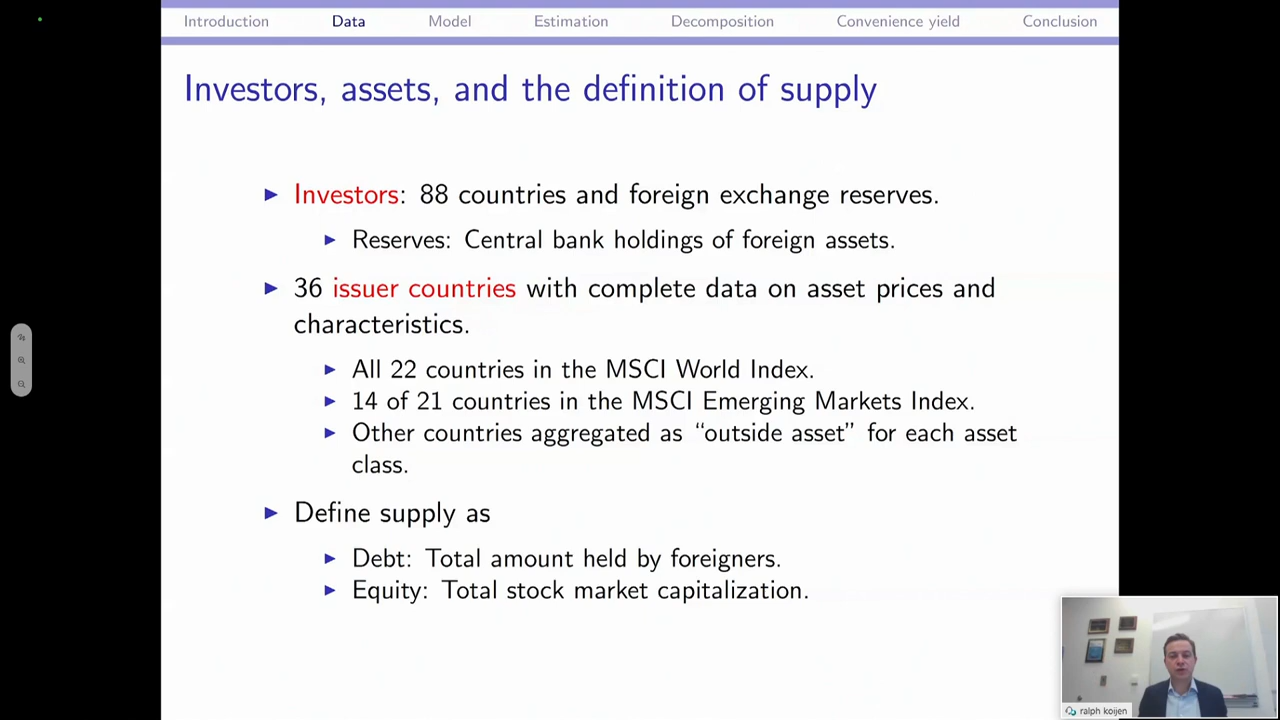 Introduction Data Model Estimation Decomposition Convenience yield Conclusion
Investors, assets, and the definition of supply
Investors: 88 countries and foreign exchange reserves.
Reserves: Central bank holdings of foreign assets.
36 issuer countries with complete data on asset prices and
characteristics.
All 22 countries in the MSCI World Index.
14 of 21 countries in the MSCI Emerging Markets Index.
Other countries aggregated as “outside asset” for each asset
class.
Define supply as
Debt: Total amount held by foreigners.
Equity: Total stock market capitalization.
ralph koijen